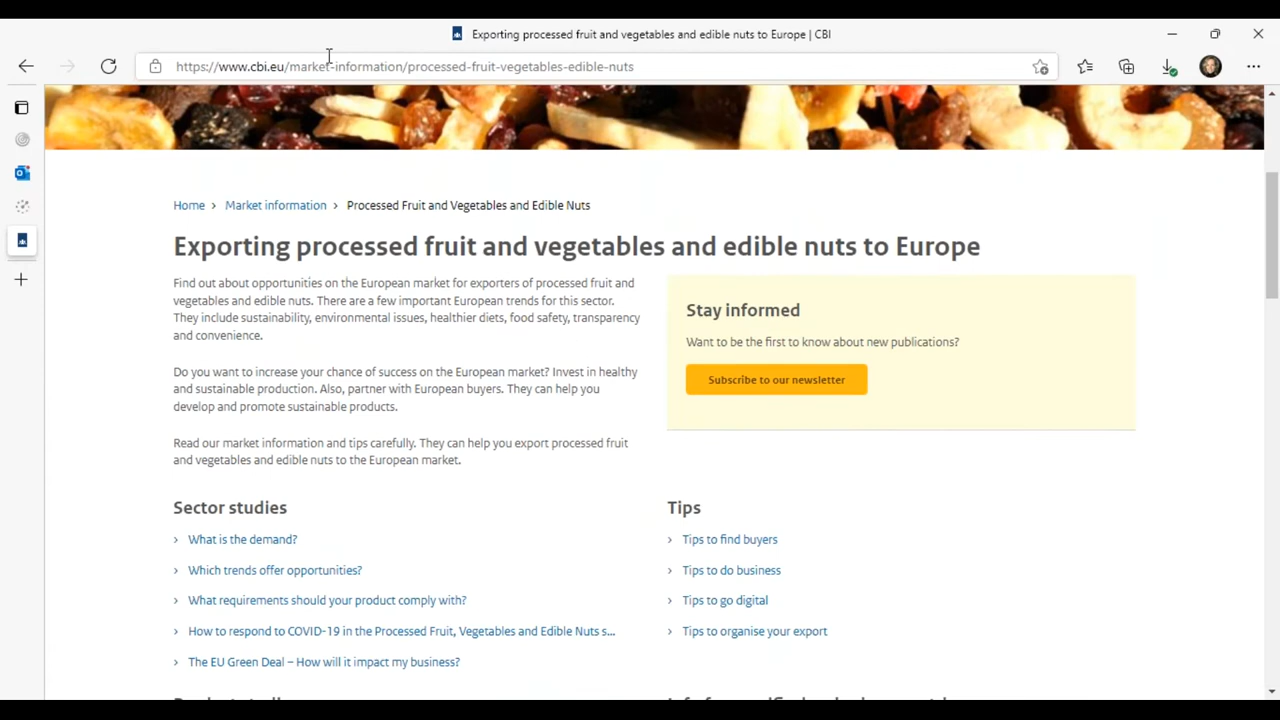 Exporting processed fruit and vegetables and edible nuts to Europe | CBI
https://www.cbi.eu/market-information/processed-fruit-vegetables-edible-nuts
Home > Market information > Processed Fruit and Vegetables and Edible Nuts
Exporting processed fruit and vegetables and edible nuts to Europe
Find out about opportunities on the European market for exporters of processed fruit and
vegetables and edible nuts. There are a few important European trends for this sector.
They include sustainability, environmental issues, healthier diets, food safety, transparency
and convenience.
Do you want to increase your chance of success on the European market? Invest in healthy
and sustainable production. Also, partner with European buyers. They can help you
develop and promote sustainable products.
Read our market information and tips carefully. They can help you export processed fruit
and vegetables and edible nuts to the European market.
Stay informed
Want to be the first to know about new publications?
Subscribe to our newsletter
Sector studies
> What is the demand?
> Which trends offer opportunities?
> What requirements should your product comply with?
> How to respond to COVID-19 in the Processed Fruit, Vegetables and Edible Nuts s...
> The EU Green Deal – How will it impact my business?
Tips
> Tips to find buyers
> Tips to do business
> Tips to go digital
> Tips to organise your export